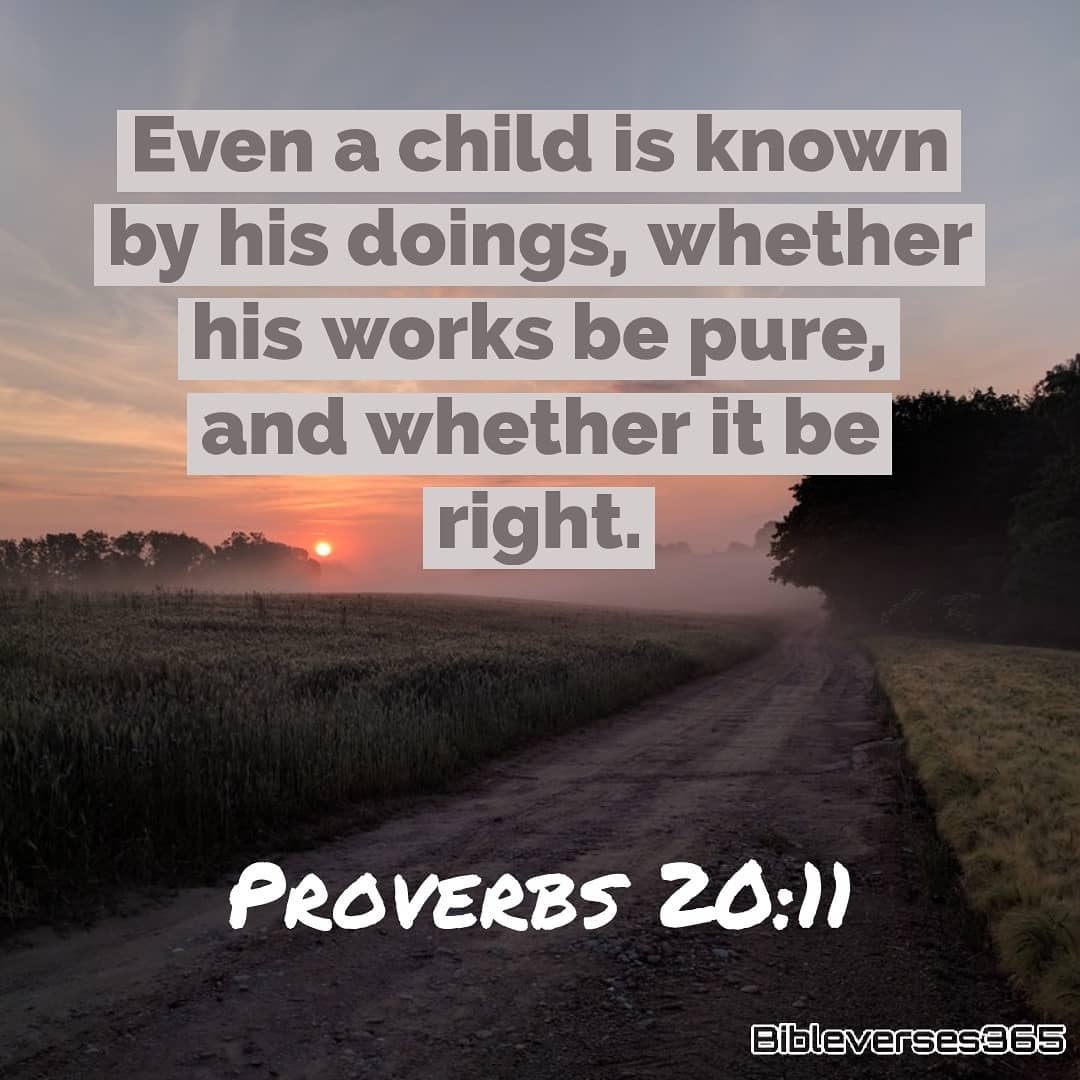 Even a child is known
by his doings, whether
his works be pure,
and whether it be
right.
Proverbs 20:11
Bibleverses365